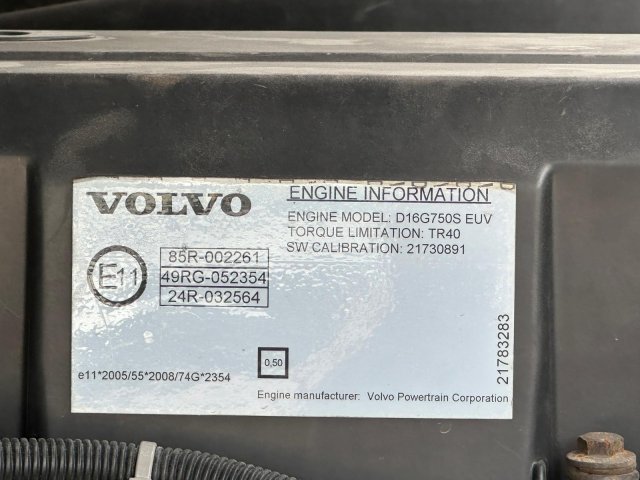 VOLVO
ENGINE INFORMATION
ENGINE MODEL: D16G750S EUV
TORQUE LIMITATION: TR40
SW CALIBRATION: 21730891
E11
85R-002261
49RG-052354
24R-032564
0,50
e11*2005/55*2008/74G*2354
Engine manufacturer: Volvo Powertrain Corporation
21783283